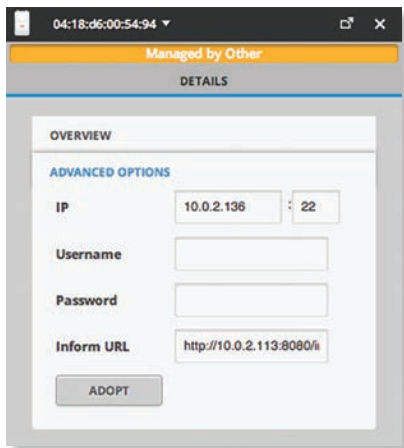 04:18:d6:00:54:94
Managed by Other
DETAILS
OVERVIEW
ADVANCED OPTIONS
IP 10.0.2.136 : 22
Username
Password
Inform URL http://10.0.2.113:8080/i
ADOPT